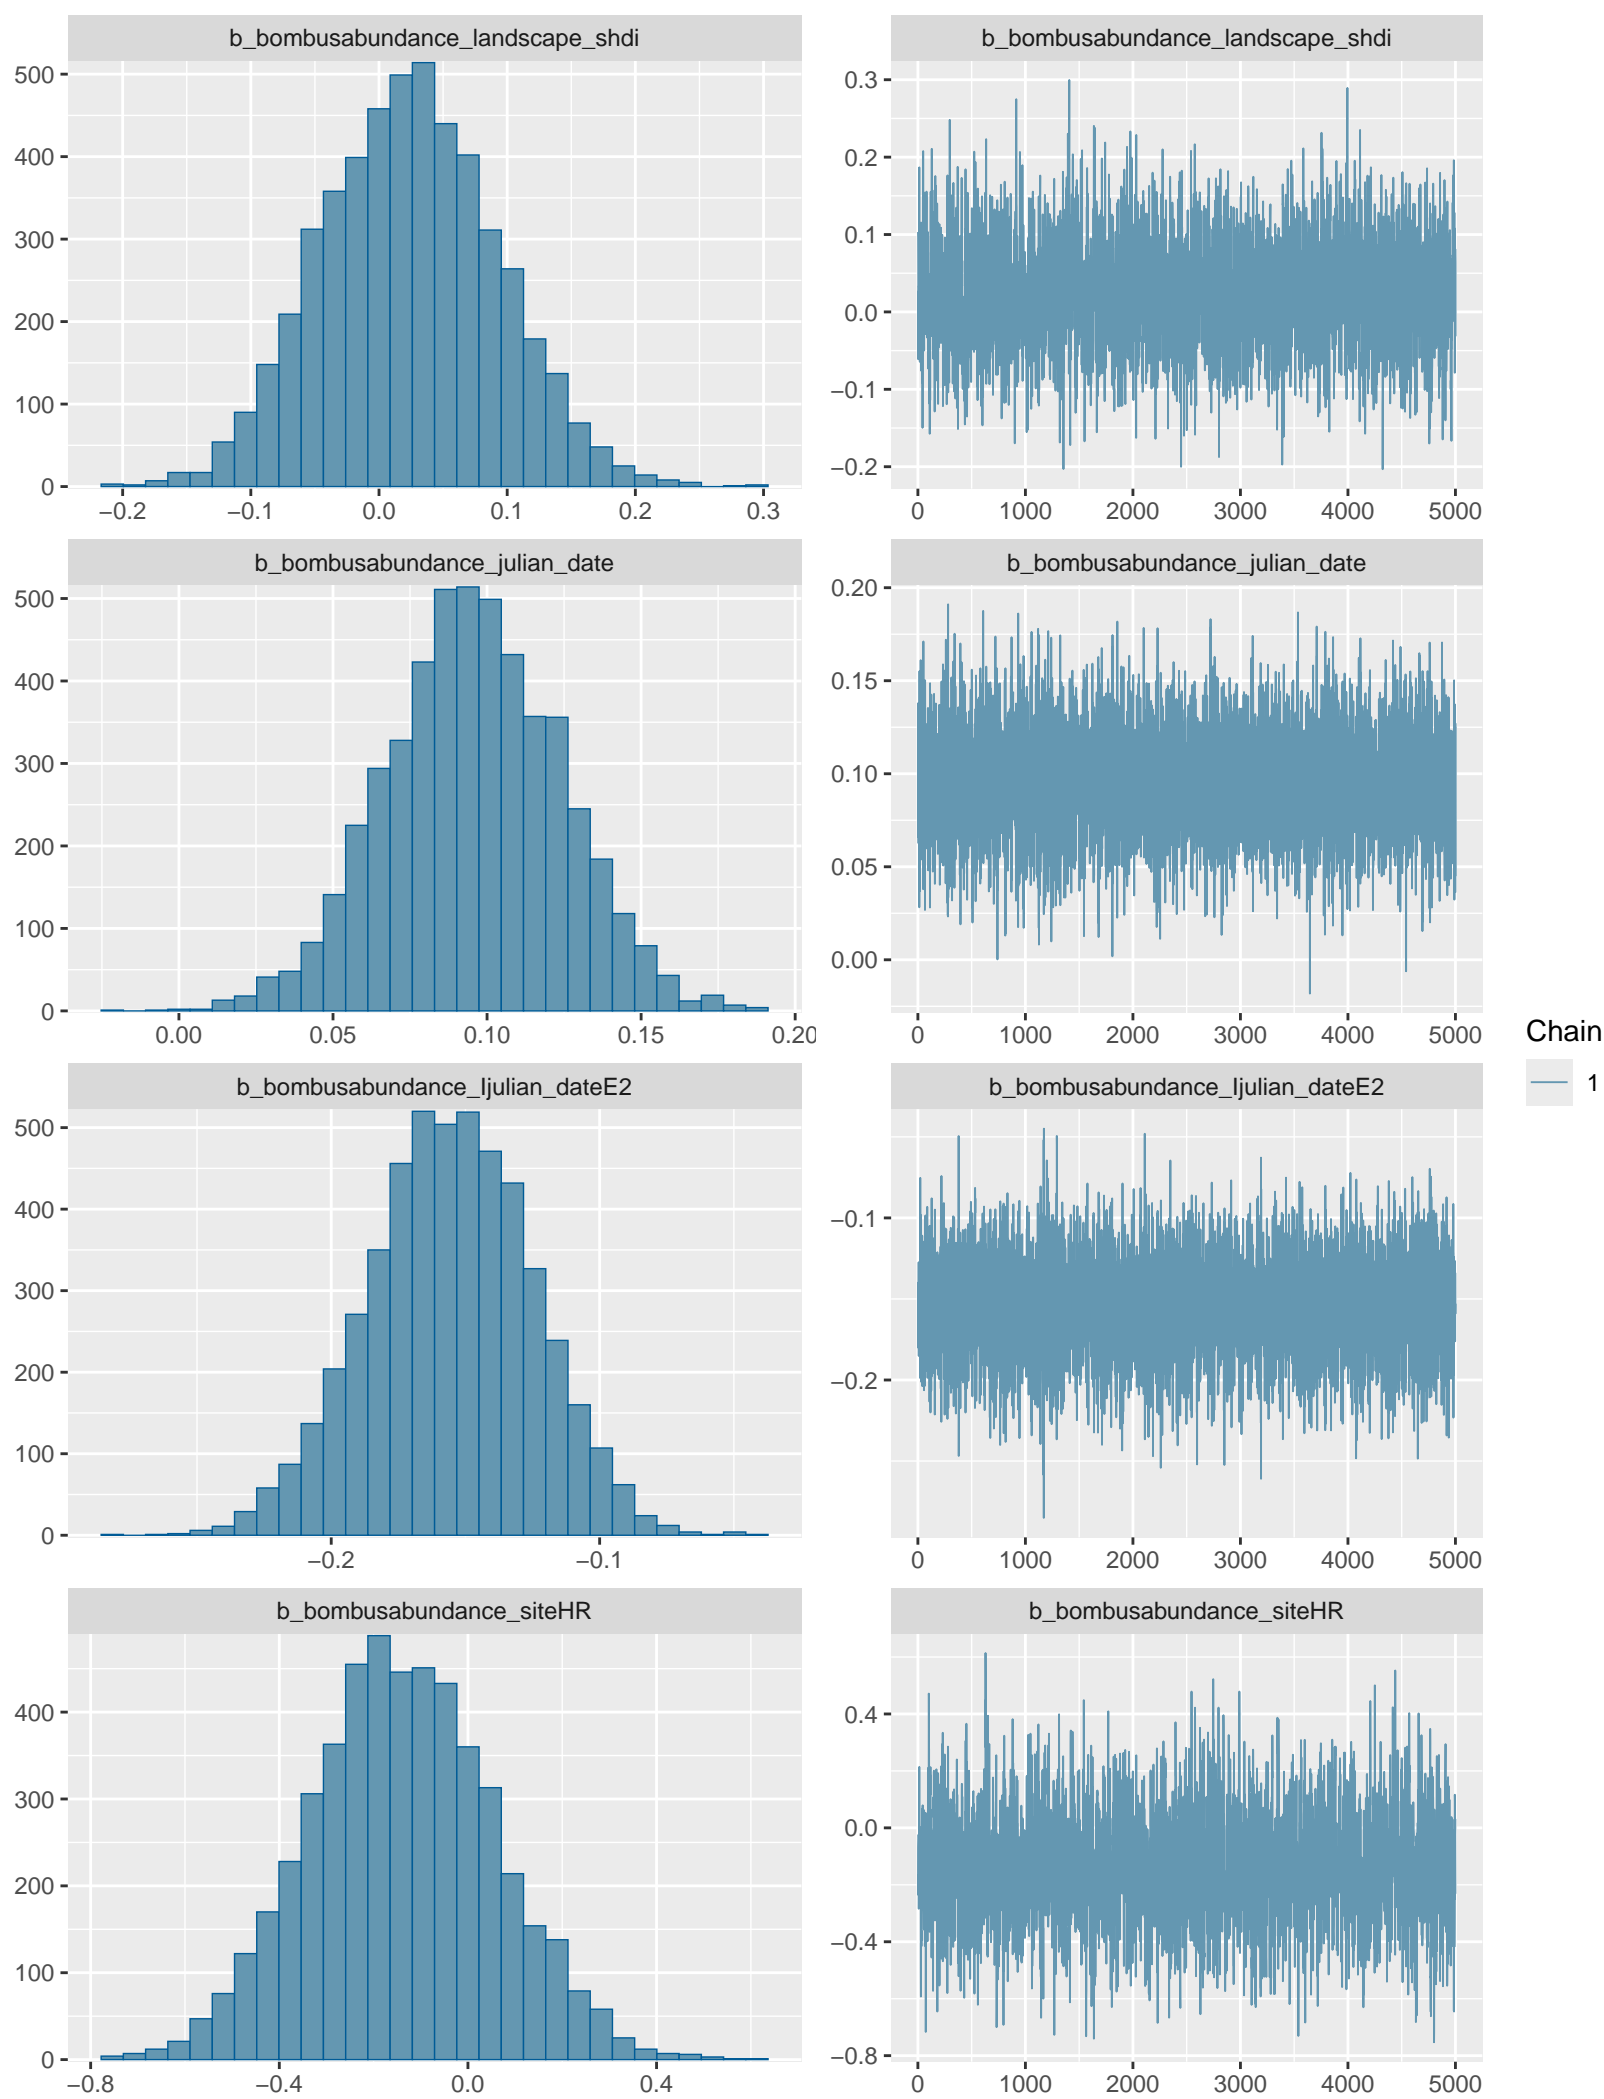 b_bombusabundance_landscape_shdi
500
400
300
200
100
0
−0.2 −0.1 0.0 0.1 0.2 0.3
b_bombusabundance_landscape_shdi
0.3
0.2
0.1
0.0
−0.1
−0.2
0 1000 2000 3000 4000 5000
b_bombusabundance_julian_date
500
400
300
200
100
0
0.00 0.05 0.10 0.15 0.20
b_bombusabundance_julian_date
0.20
0.15
0.10
0.05
0.00
0 1000 2000 3000 4000 5000
b_bombusabundance_Ijulian_dateE2
500
400
300
200
100
0
−0.2 −0.1
b_bombusabundance_Ijulian_dateE2
−0.1
−0.2
0 1000 2000 3000 4000 5000
b_bombusabundance_siteHR
400
300
200
100
0
−0.8 −0.4 0.0 0.4
b_bombusabundance_siteHR
0.4
0.0
−0.4
−0.8
0 1000 2000 3000 4000 5000
Chain
1